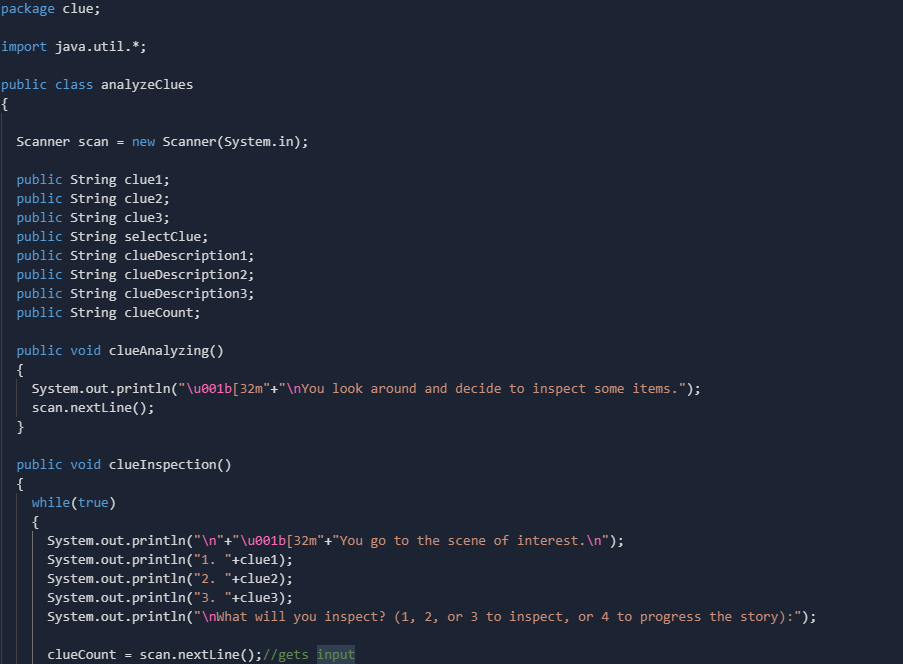 package clue;
import java.util.*;
public class analyzeClues
{
Scanner scan = new Scanner(System.in);
public String clue1;
public String clue2;
public String clue3;
public String selectClue;
public String clueDescription1;
public String clueDescription2;
public String clueDescription3;
public String clueCount;
public void clueAnalyzing()
{
System.out.println("\u001b[32m"+"\nYou look around and decide to inspect some items.");
scan.nextLine();
}
public void clueInspection()
{
while(true)
{
System.out.println("\n"+"\u001b[32m"+"You go to the scene of interest.\n");
System.out.println("1. "+clue1);
System.out.println("2. "+clue2);
System.out.println("3. "+clue3);
System.out.println("\nWhat will you inspect? (1, 2, or 3 to inspect, or 4 to progress the story):");
clueCount = scan.nextLine();//gets input